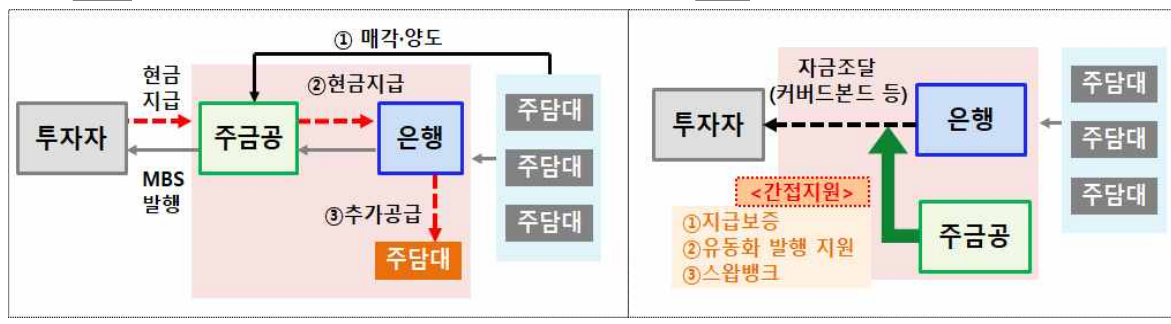 ① 매각·양도
현금
지급
②현금지급
투자자
주금공
은행
주담대
주담대
주담대
MBS
발행
③추가공급
주담대
자금조달
(커버드본드 등)
투자자
은행
주담대
주담대
주담대
<간접지원>
①지급보증
②유동화 발행 지원
③스왑뱅크
주금공